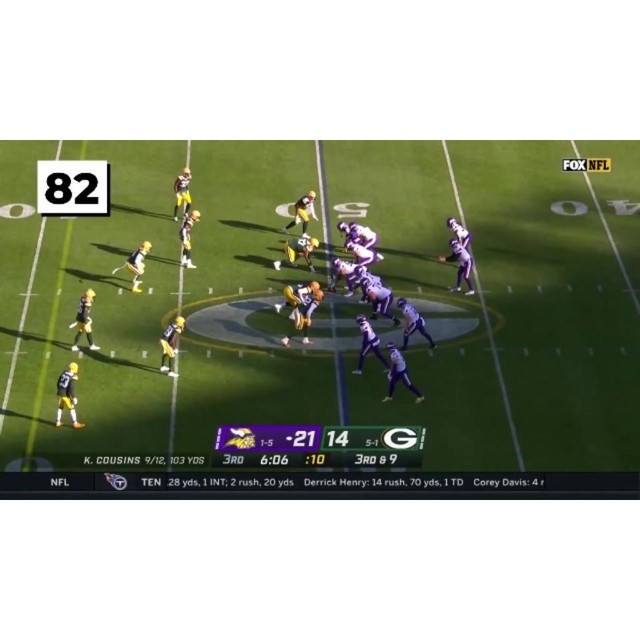 82
FOX NFL
5
40
1-5 -21 14 5-1 G
K. COUSINS 9/12, 103 YDS 3RD 6:06 :10 3RD & 9
NFL TEN 28 yds, 1 INT; 2 rush, 20 yds Derrick Henry: 14 rush, 70 yds, 1 TD Corey Davis: 4 r